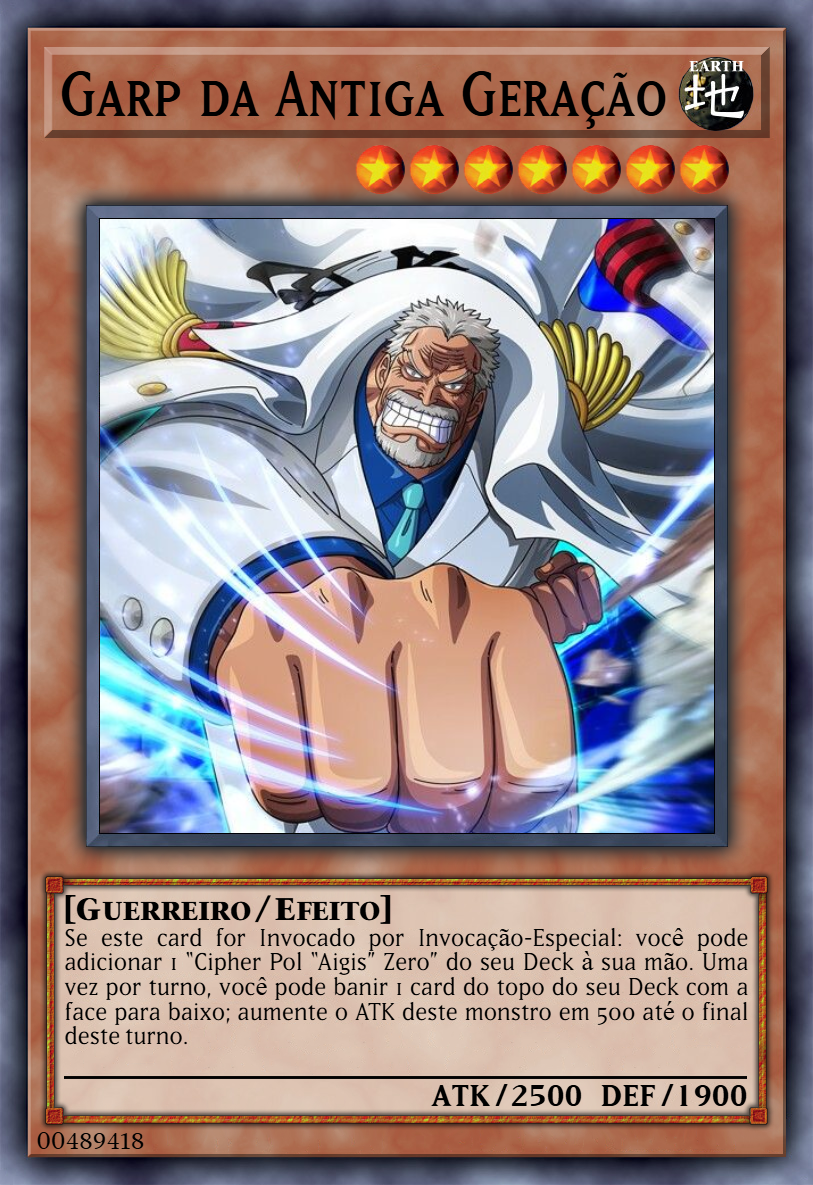 Garp da Antiga Geração
EARTH
地
[Guerreiro/Efeito]
Se este card for Invocado por Invocação-Especial: você pode
adicionar 1 "Cipher Pol "Aigis" Zero" do seu Deck à sua mão. Uma
vez por turno, você pode banir 1 card do topo do seu Deck com a
face para baixo; aumente o ATK deste monstro em 500 até o final
deste turno.
ATK/2500 DEF/1900
00489418